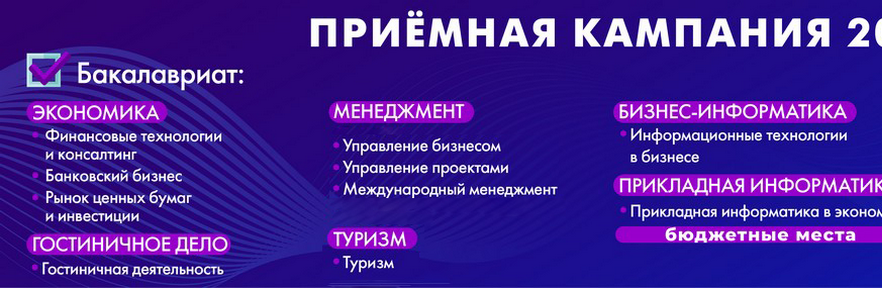 ПРИЁМНАЯ КАМПАНИЯ
Бакалавриат:
ЭКОНОМИКА
Финансовые технологии
и консалтинг
Банковский бизнес
Рынок ценных бумаг
и инвестиции
ГОСТИНИЧНОЕ ДЕЛО
Гостиничная деятельность
МЕНЕДЖМЕНТ
Управление бизнесом
Управление проектами
Международный менеджмент
ТУРИЗМ
Туризм
БИЗНЕС-ИНФОРМАТИКА
Информационные технологии
в бизнесе
ПРИКЛАДНАЯ
Прикладная информатика в
бюджетные места